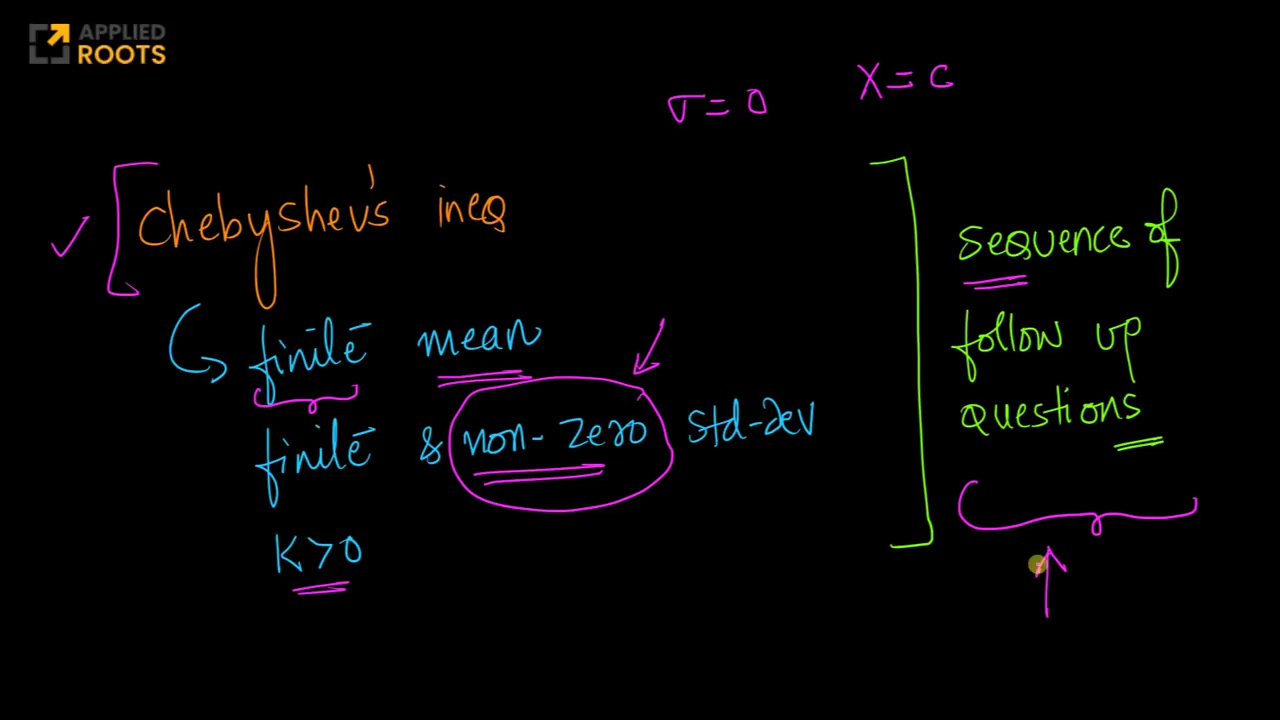 APPLIED
ROOTS
σ = 0
X = C
Chebyshev's ineq
finite mean
finite & non-zero std-dev
K > 0
sequence of
follow up
questions